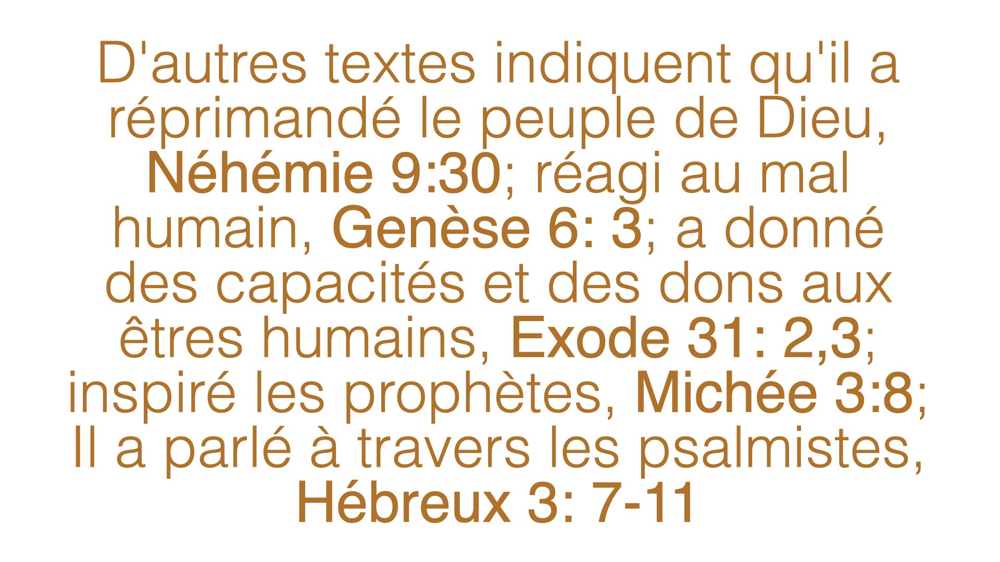 D'autres textes indiquent qu'il a
réprimandé le peuple de Dieu,
Néhémie 9:30; réagi au mal
humain, Genèse 6: 3; a donné
des capacités et des dons aux
êtres humains, Exode 31: 2,3;
inspiré les prophètes, Michée 3:8;
Il a parlé à travers les psalmistes,
Hébreux 3: 7-11